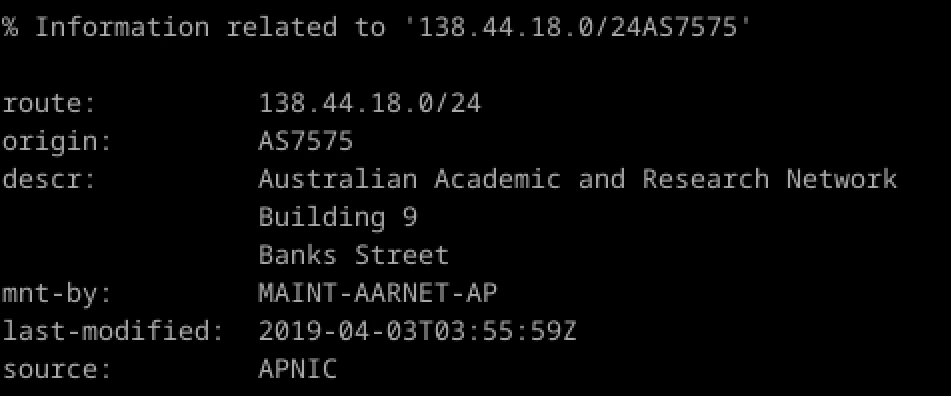 % Information related to '138.44.18.0/24AS7575'
route: 138.44.18.0/24
origin: AS7575
descr: Australian Academic and Research Network
Building 9
Banks Street
mnt-by: MAINT-AARNET-AP
last-modified: 2019-04-03T03:55:59Z
source: APNIC